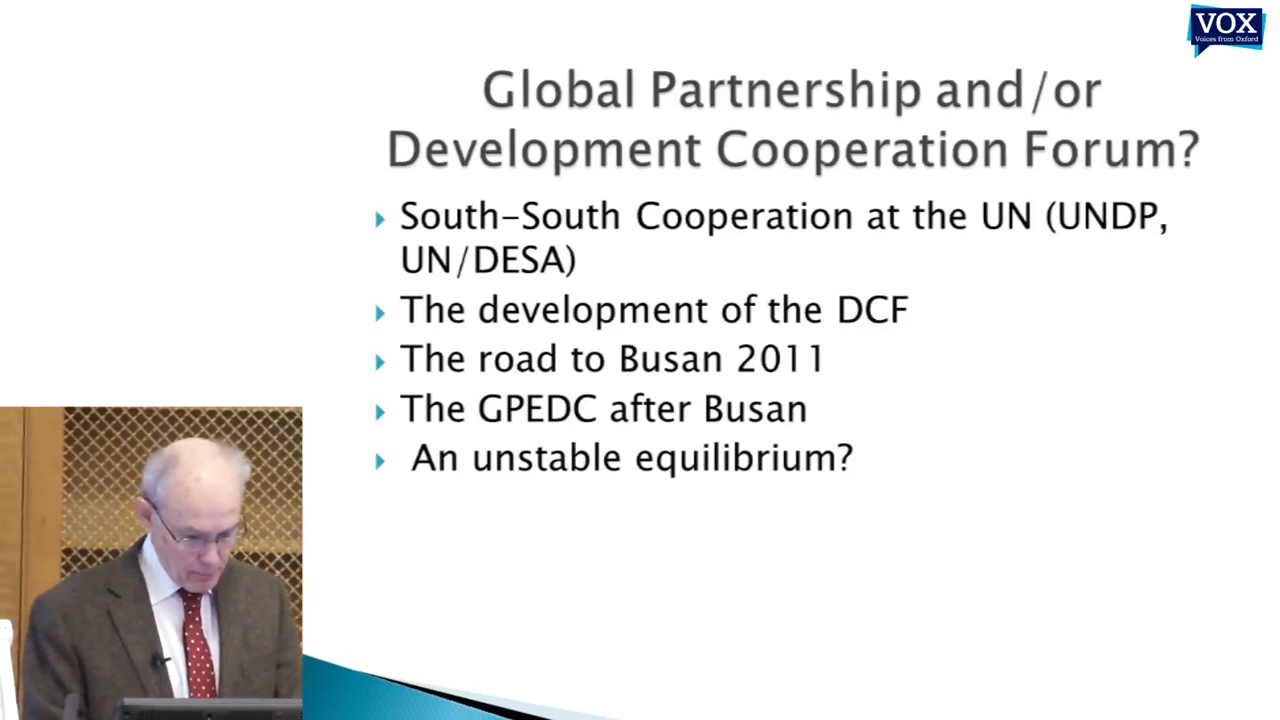 VOX
Voices from Oxford
Global Partnership and/or
Development Cooperation Forum?
South-South Cooperation at the UN (UNDP,
UN/DESA)
The development of the DCF
The road to Busan 2011
The GPEDC after Busan
An unstable equilibrium?